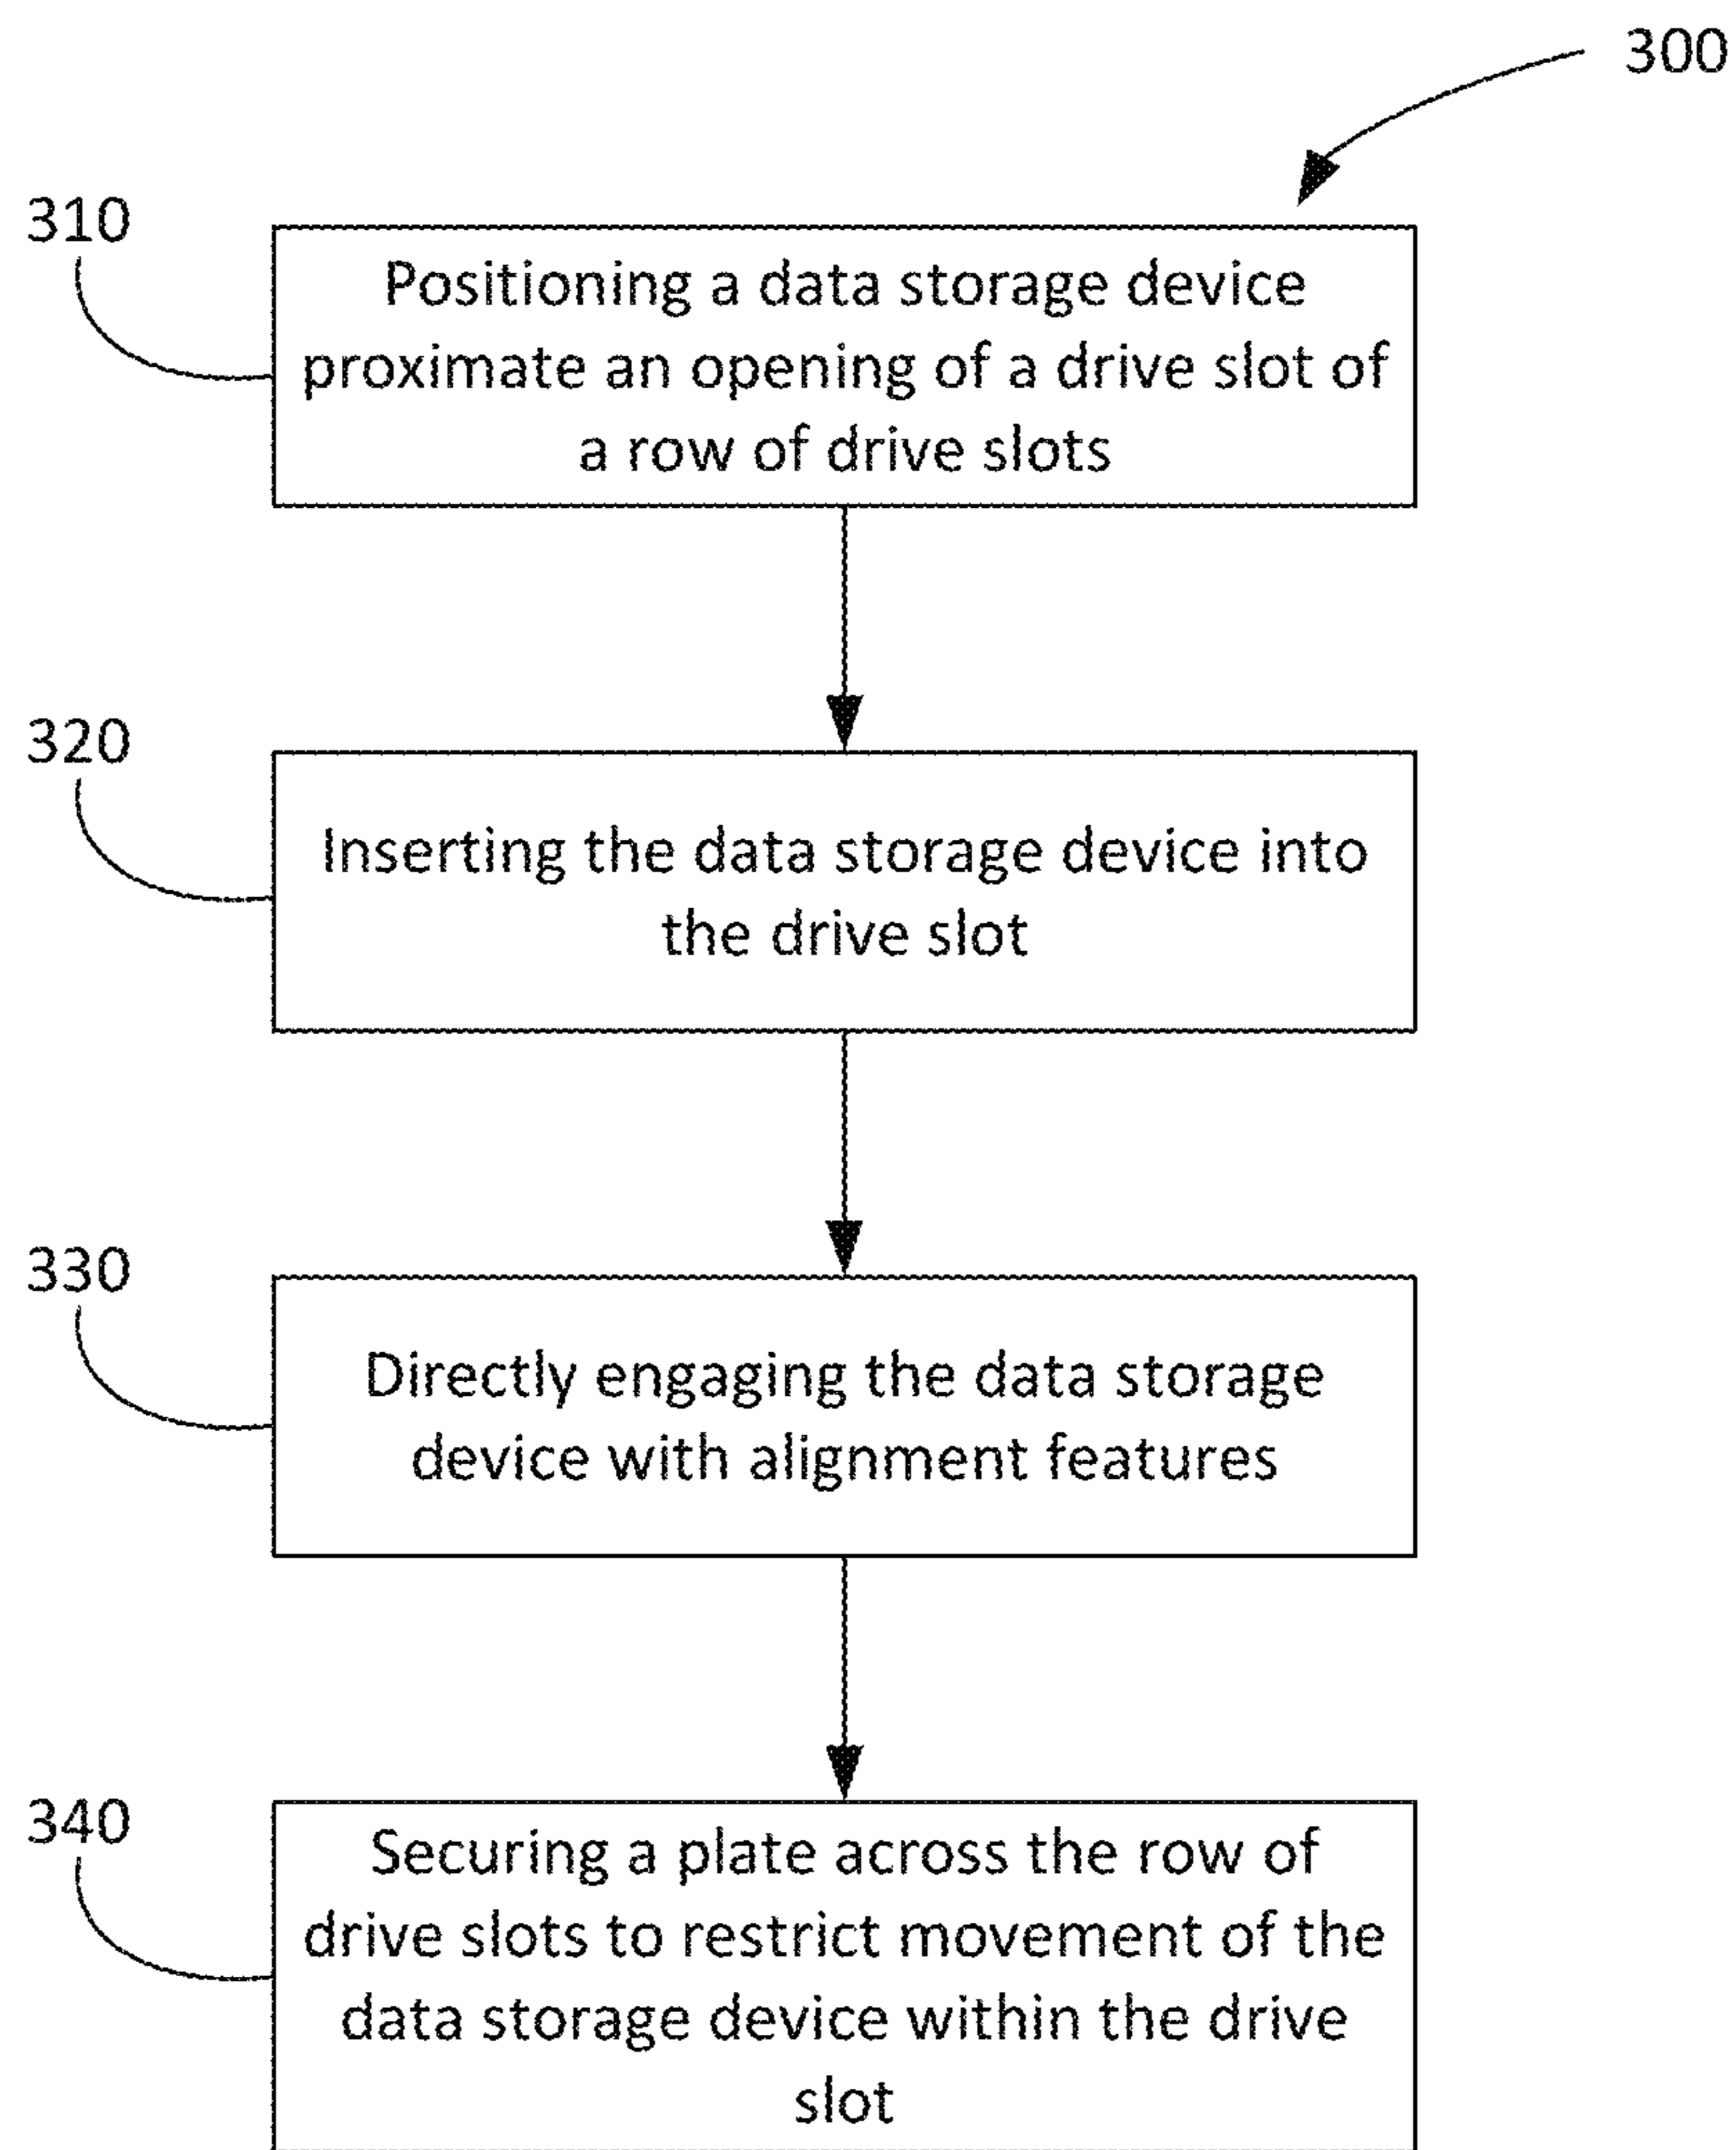 300
310
Positioning a data storage device
proximate an opening of a drive slot of
a row of drive slots
320
Inserting the data storage device into
the drive slot
330
Directly engaging the data storage
device with alignment features
340
Securing a plate across the row of
drive slots to restrict movement of the
data storage device within the drive
slot